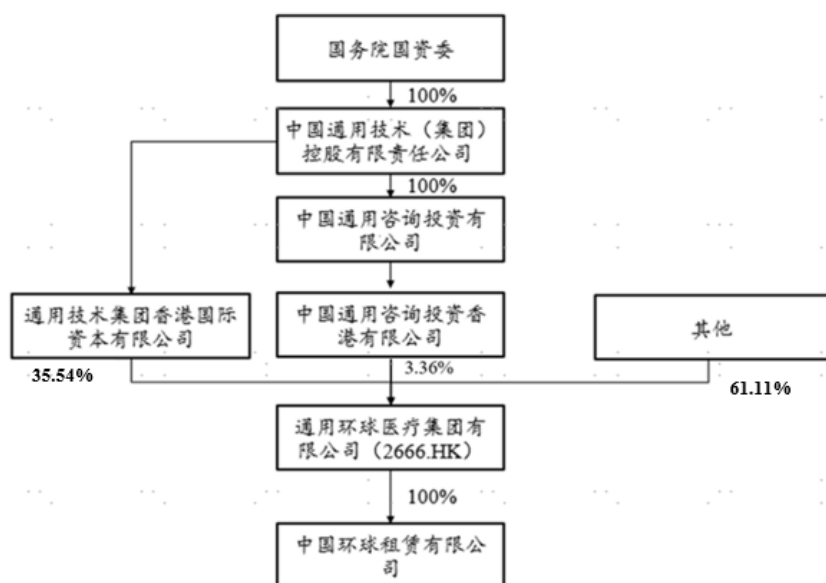 国务院国资委
100%
中国通用技术（集团）
控股有限责任公司
100%
中国通用咨询投资有
限公司
通用技术集团香港国际
资本有限公司
中国通用咨询投资香
港有限公司
其他
35.54%
3.36%
61.11%
通用环球医疗集团有
限公司（2666.HK）
100%
中国环球租赁有限公
司